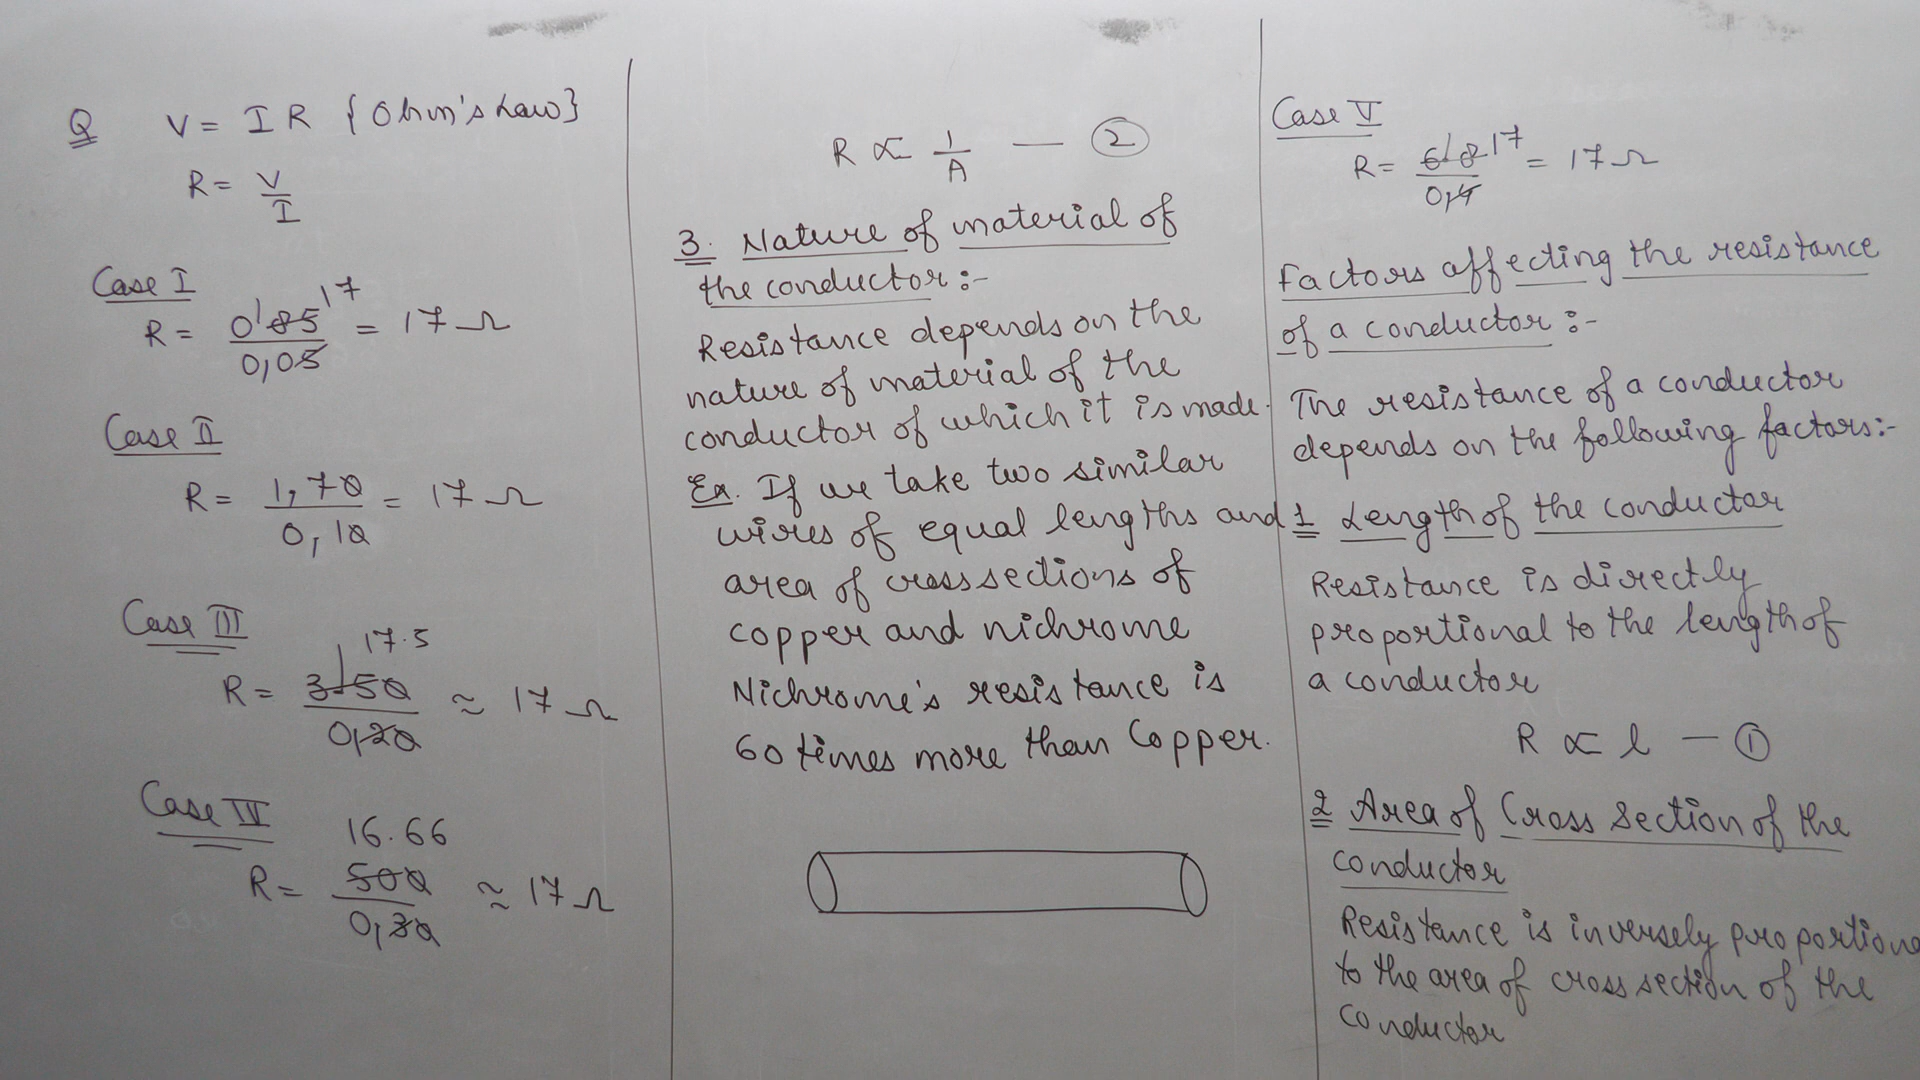 Q V = I R {Ohm's Law}
R = V/I
Case I
R = 0.85/0.05 17 = 17 Ω
Case II
R = 1.70/0.10 = 17 Ω
Case III
17.5
R = 3.50/0.20 ≈ 17 Ω
Case IV
16.66
R = 500/0.30 ≈ 17 Ω
R ∝ 1/A — ②
3. Nature of material of
the conductor :-
Resistance depends on the
nature of material of the
conductor of which it is made.
Ex. If we take two similar
wires of equal lengths and
area of cross sections of
copper and nichrome
Nichrome's resistance is
60 times more than Copper.
Case V
R = 6.8/0.4 17 = 17 Ω
Factors affecting the resistance
of a conductor :-
The resistance of a conductor
depends on the following factors:-
1 Length of the conductor
Resistance is directly
proportional to the length of
a conductor
R ∝ l — ①
2 Area of Cross Section of the
conductor
Resistance is inversely proportiona
to the area of cross section of the
conductor